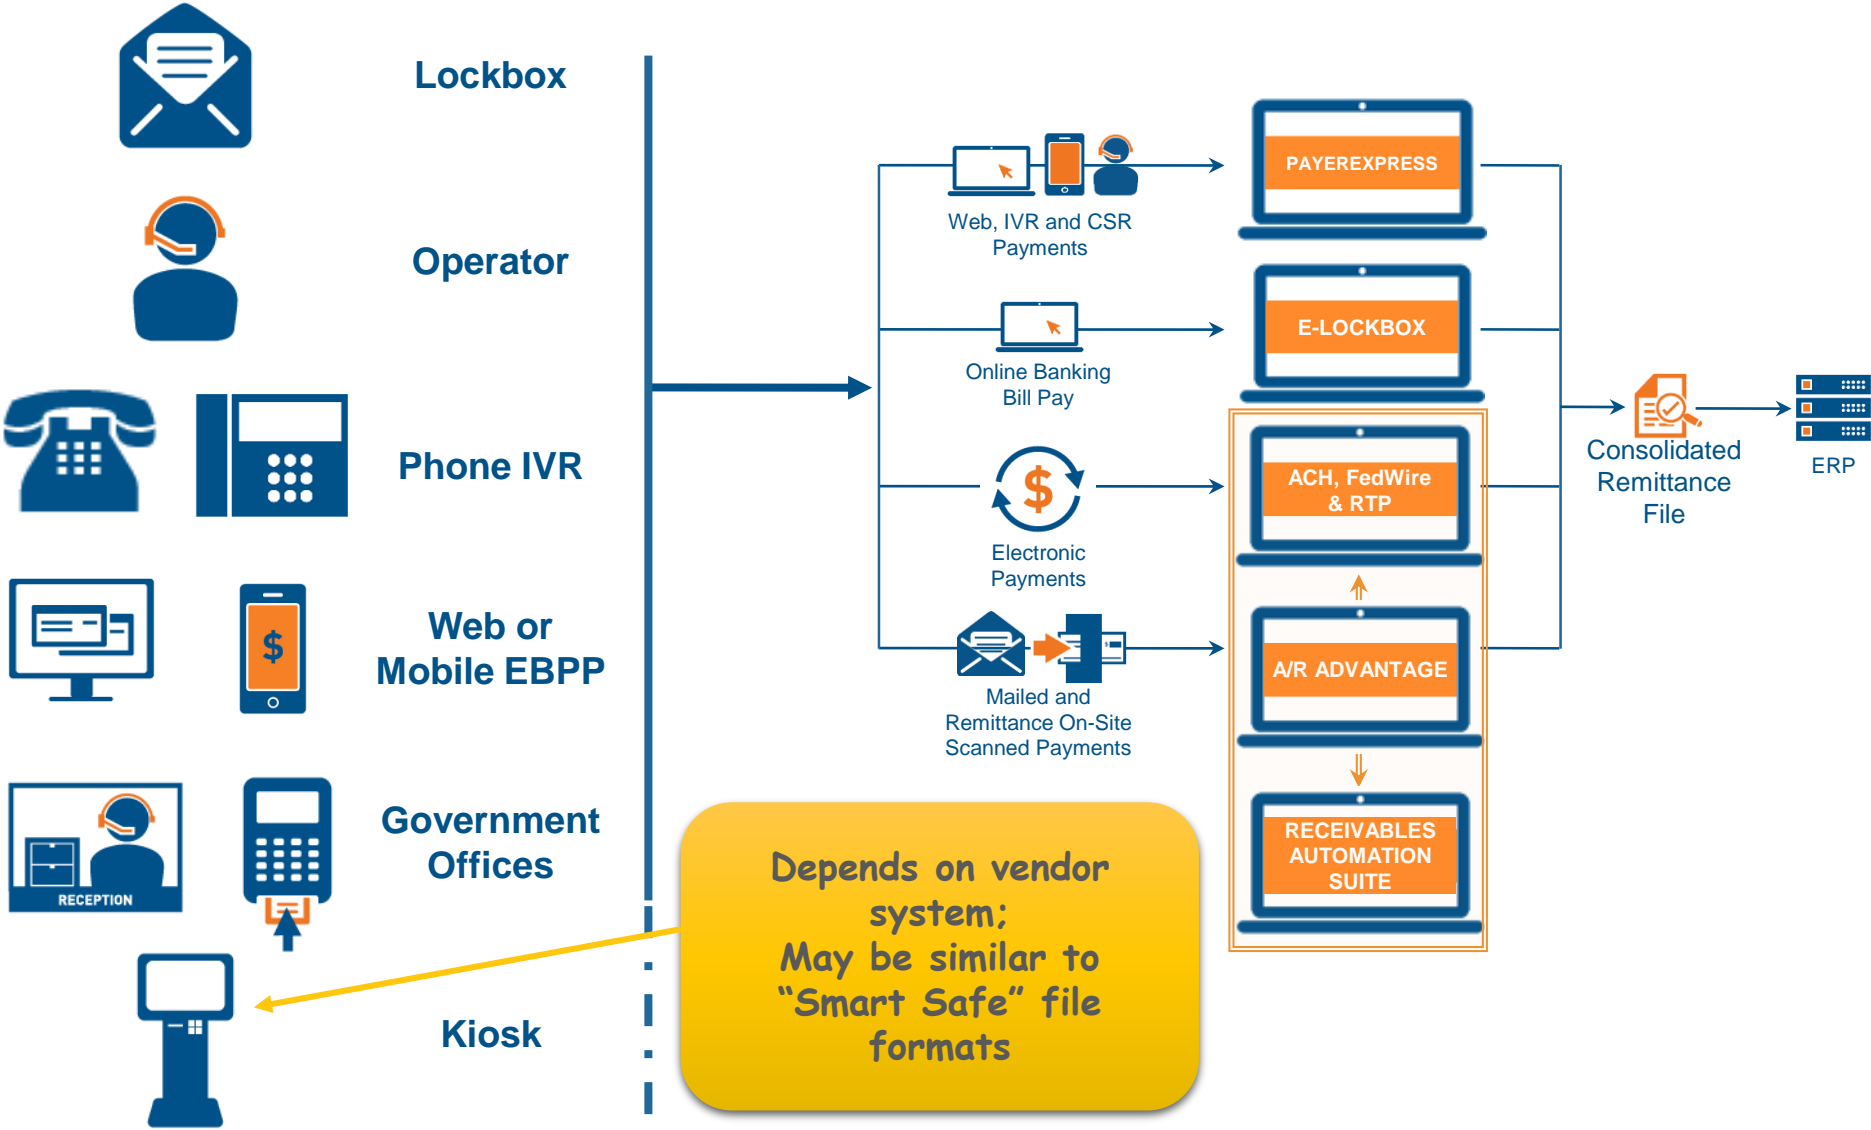 Lockbox
Operator
Phone IVR
Web or
Mobile EBPP
$
RECEPTION
Government
Offices
Kiosk
Web, IVR and CSR
Payments
Online Banking
Bill Pay
$
Electronic
Payments
Mailed and
Remittance On-Site
Scanned Payments
PAYEREXPRESS
E-LOCKBOX
ACH, FedWire
& RTP
A/R ADVANTAGE
RECEIVABLES
AUTOMATION
SUITE
Consolidated
Remittance
File
ERP
Depends on vendor
system;
May be similar to
“Smart Safe” file
formats